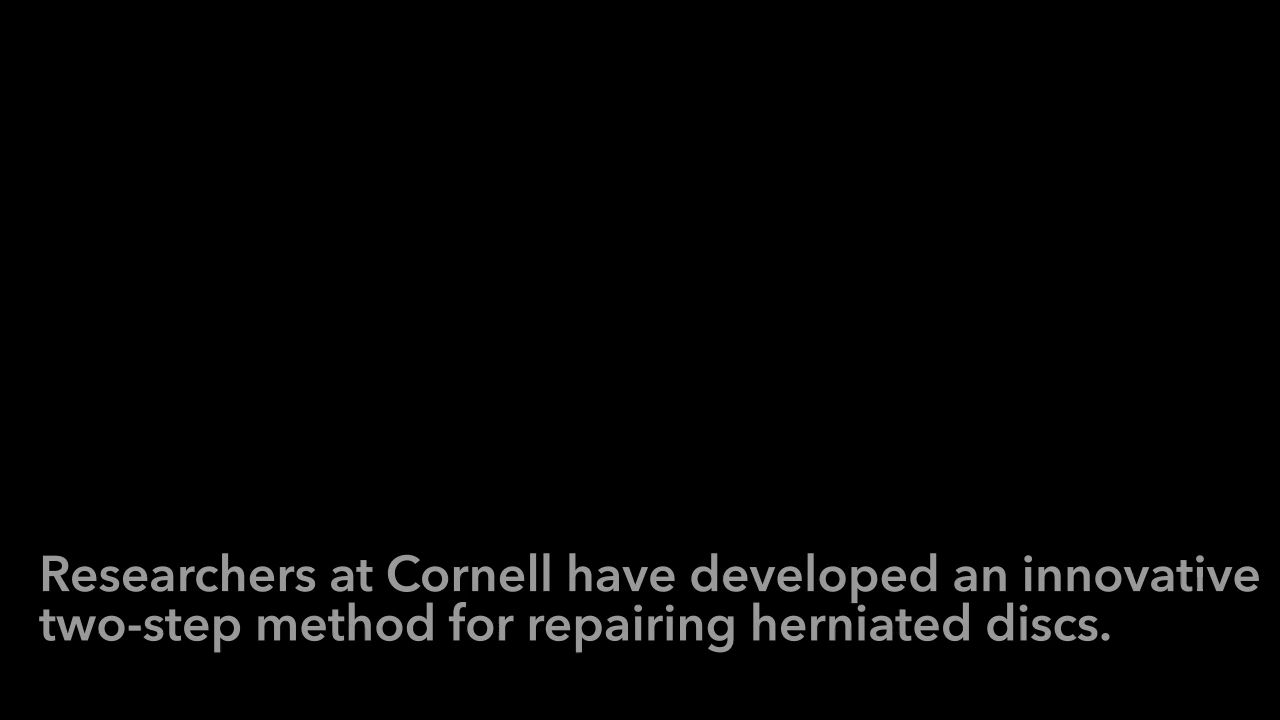 Researchers at Cornell have developed an innovative
two-step method for repairing herniated discs.